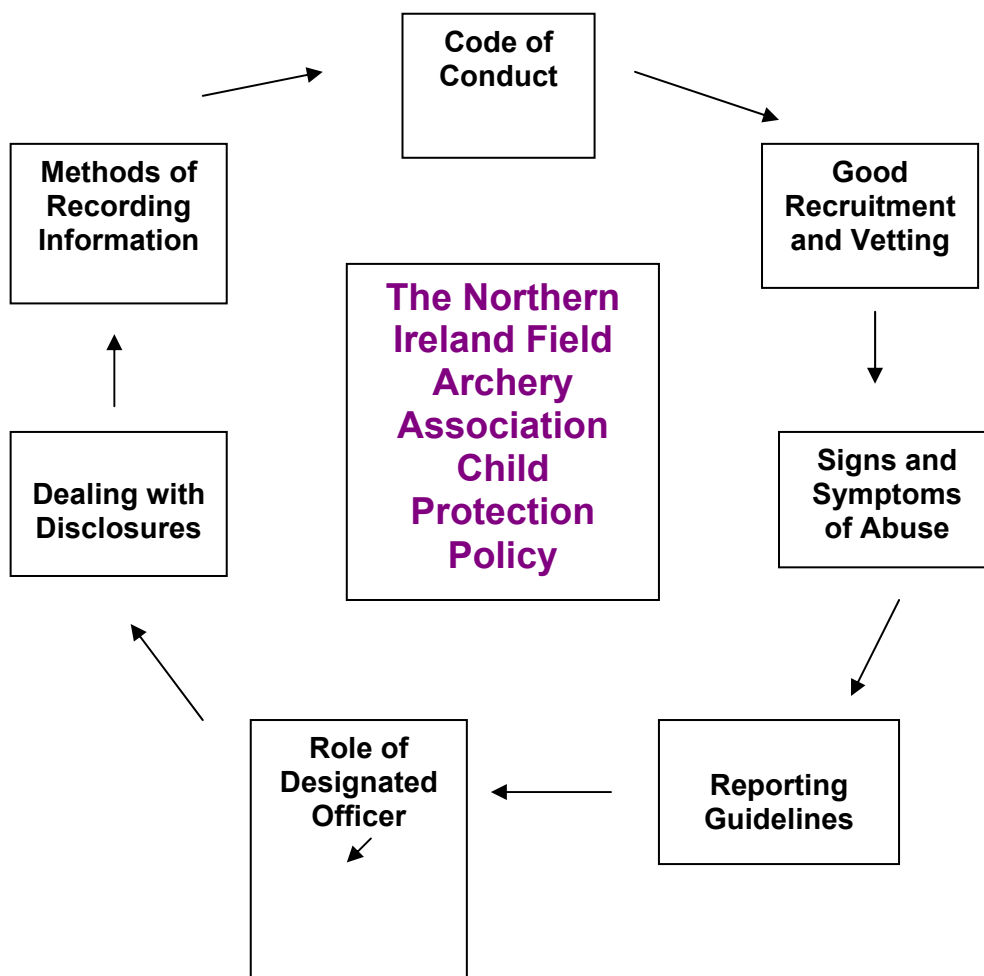 Code of
Conduct
Good
Recruitment
and Vetting
Signs and
Symptoms
of Abuse
Reporting
Guidelines
Role of
Designated
Officer
Dealing with
Disclosures
Methods of
Recording
Information
The Northern
Ireland Field
Archery
Association
Child
Protection
Policy